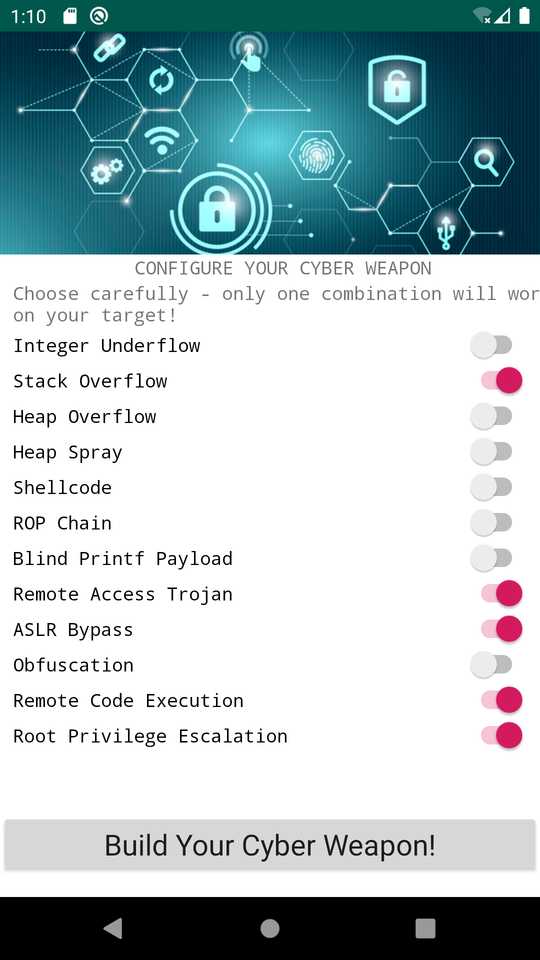 1:10
CONFIGURE YOUR CYBER WEAPON
Choose carefully - only one combination will wor
on your target!
Integer Underflow
Stack Overflow
Heap Overflow
Heap Spray
Shellcode
ROP Chain
Blind Printf Payload
Remote Access Trojan
ASLR Bypass
Obfuscation
Remote Code Execution
Root Privilege Escalation
Build Your Cyber Weapon!